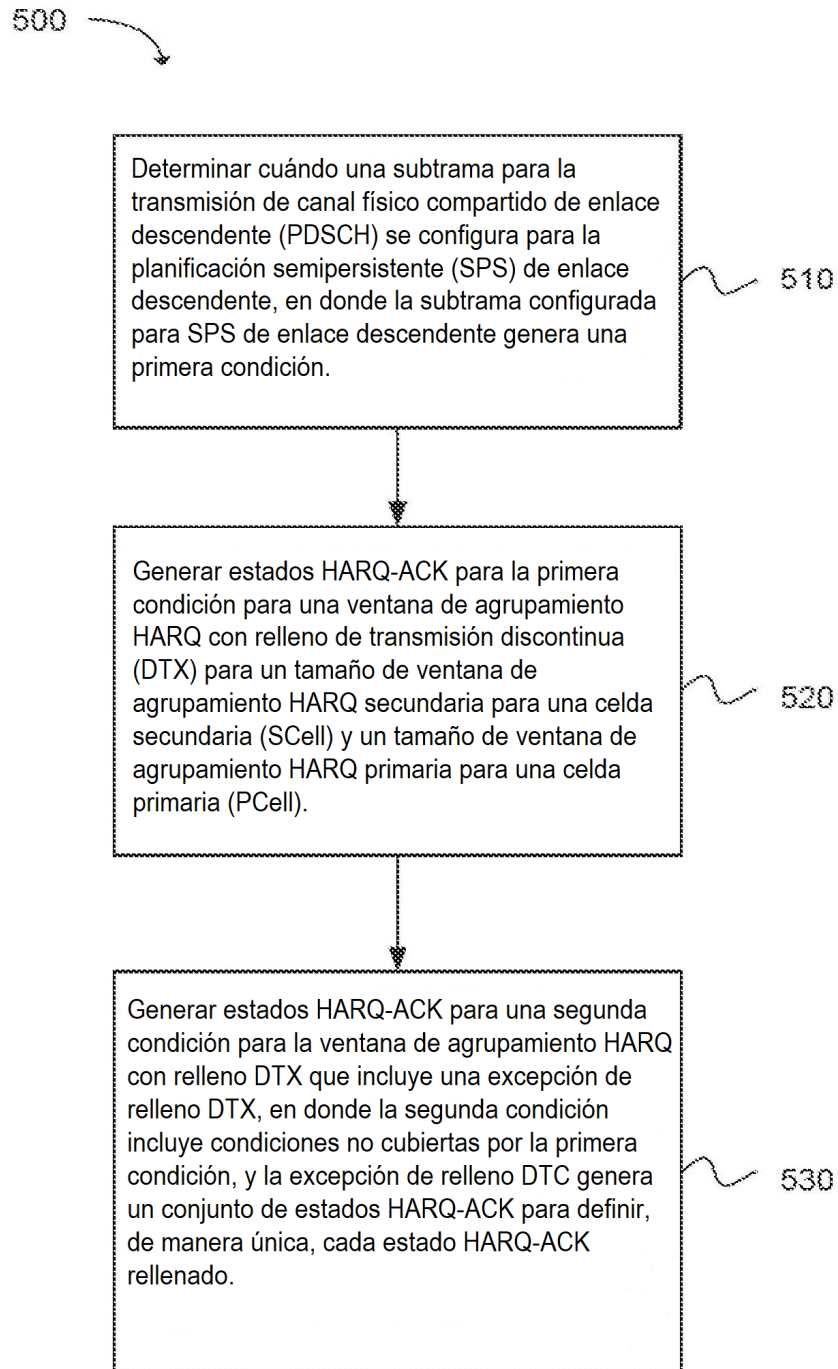 500
Determinar cuándo una subtrama para la
transmisión de canal físico compartido de enlace
descendente (PDSCH) se configura para la
planificación semipersistente (SPS) de enlace
descendente, en donde la subtrama configurada
para SPS de enlace descendente genera una
primera condición.
510
Generar estados HARQ-ACK para la primera
condición para una ventana de agrupamiento
HARQ con relleno de transmisión discontinua
(DTX) para un tamaño de ventana de
agrupamiento HARQ secundaria para una celda
secundaria (SCell) y un tamaño de ventana de
agrupamiento HARQ primaria para una celda
primaria (PCell).
520
Generar estados HARQ-ACK para una segunda
condición para la ventana de agrupamiento HARQ
con relleno DTX que incluye una excepción de
relleno DTX, en donde la segunda condición
incluye condiciones no cubiertas por la primera
condición, y la excepción de relleno DTC genera
un conjunto de estados HARQ-ACK para definir,
de manera única, cada estado HARQ-ACK
rellenado.
530